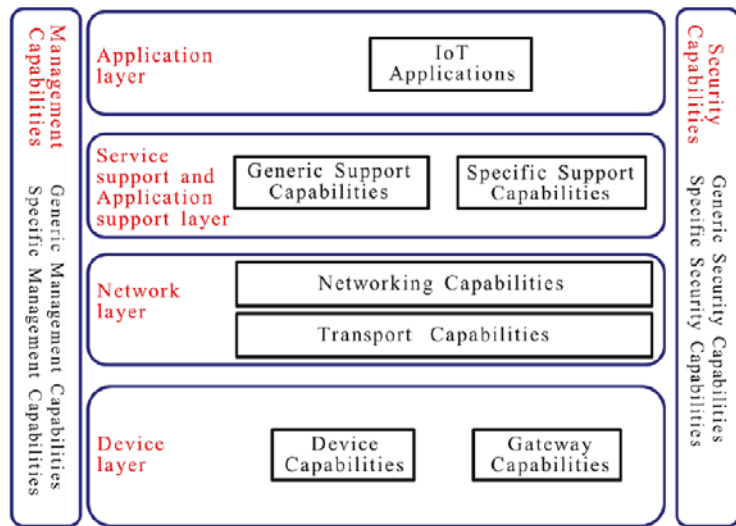 Management
Capabilities
Generic Management Capabilities
Specific Management Capabilities
Application
layer
IoT
Applications
Service
support and
Application
support layer
Generic Support
Capabilities
Specific Support
Capabilities
Network
layer
Networking Capabilities
Transport Capabilities
Device
layer
Device
Capabilities
Gateway
Capabilities
Security
Capabilities
Generic Security Capabilities
Specific Security Capabilities